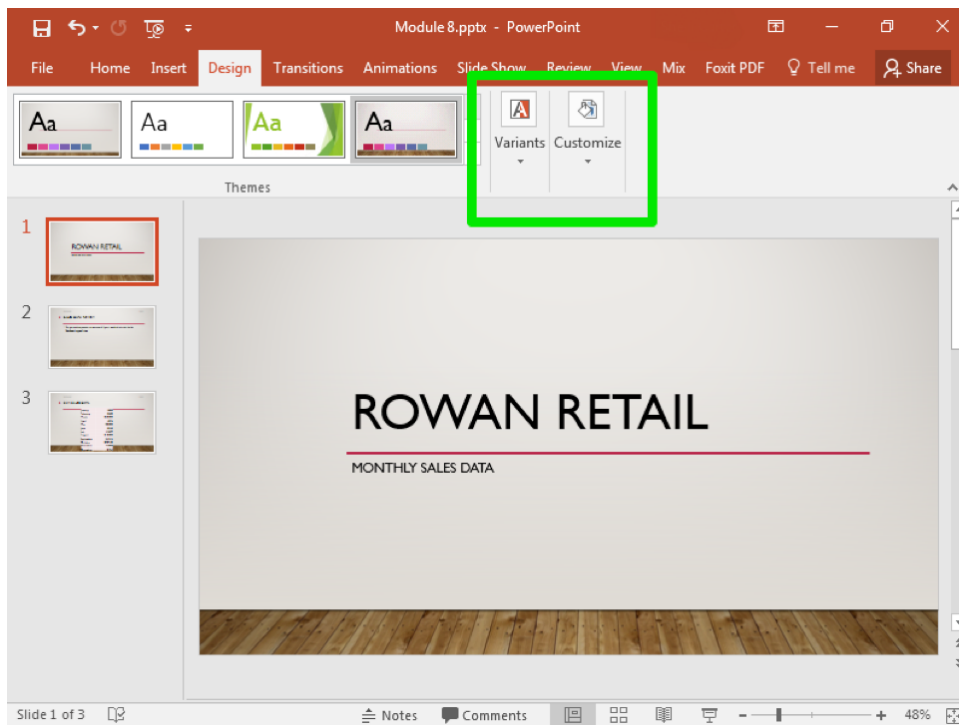 Module 8.pptx - PowerPoint
File Home Insert Design Transitions Animations Slide Show Review View Mix Foxit PDF Tell me Share
Aa Aa Aa Aa
Variants Customize
Themes
1
ROWAN RETAIL
2
3
ROWAN RETAIL
MONTHLY SALES DATA
Slide 1 of 3 Notes Comments 48%